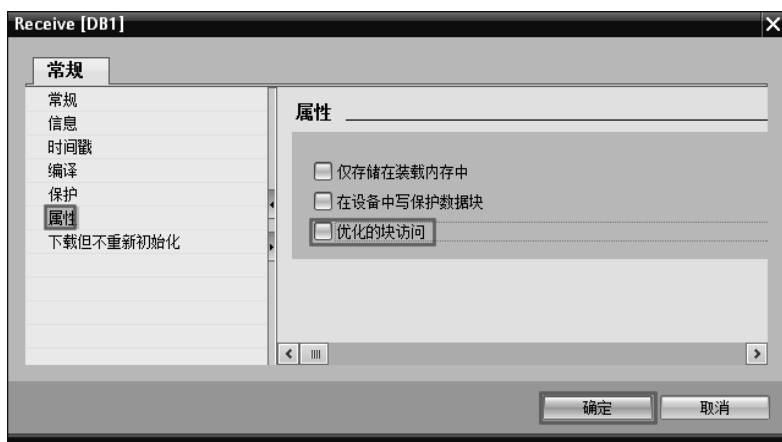 Receive [DB1]
常规
常规
信息
时间戳
编译
保护
属性
下载但不重新初始化
属性
仅存储在装载内存中
在设备中写保护数据块
优化的块访问
确定
取消